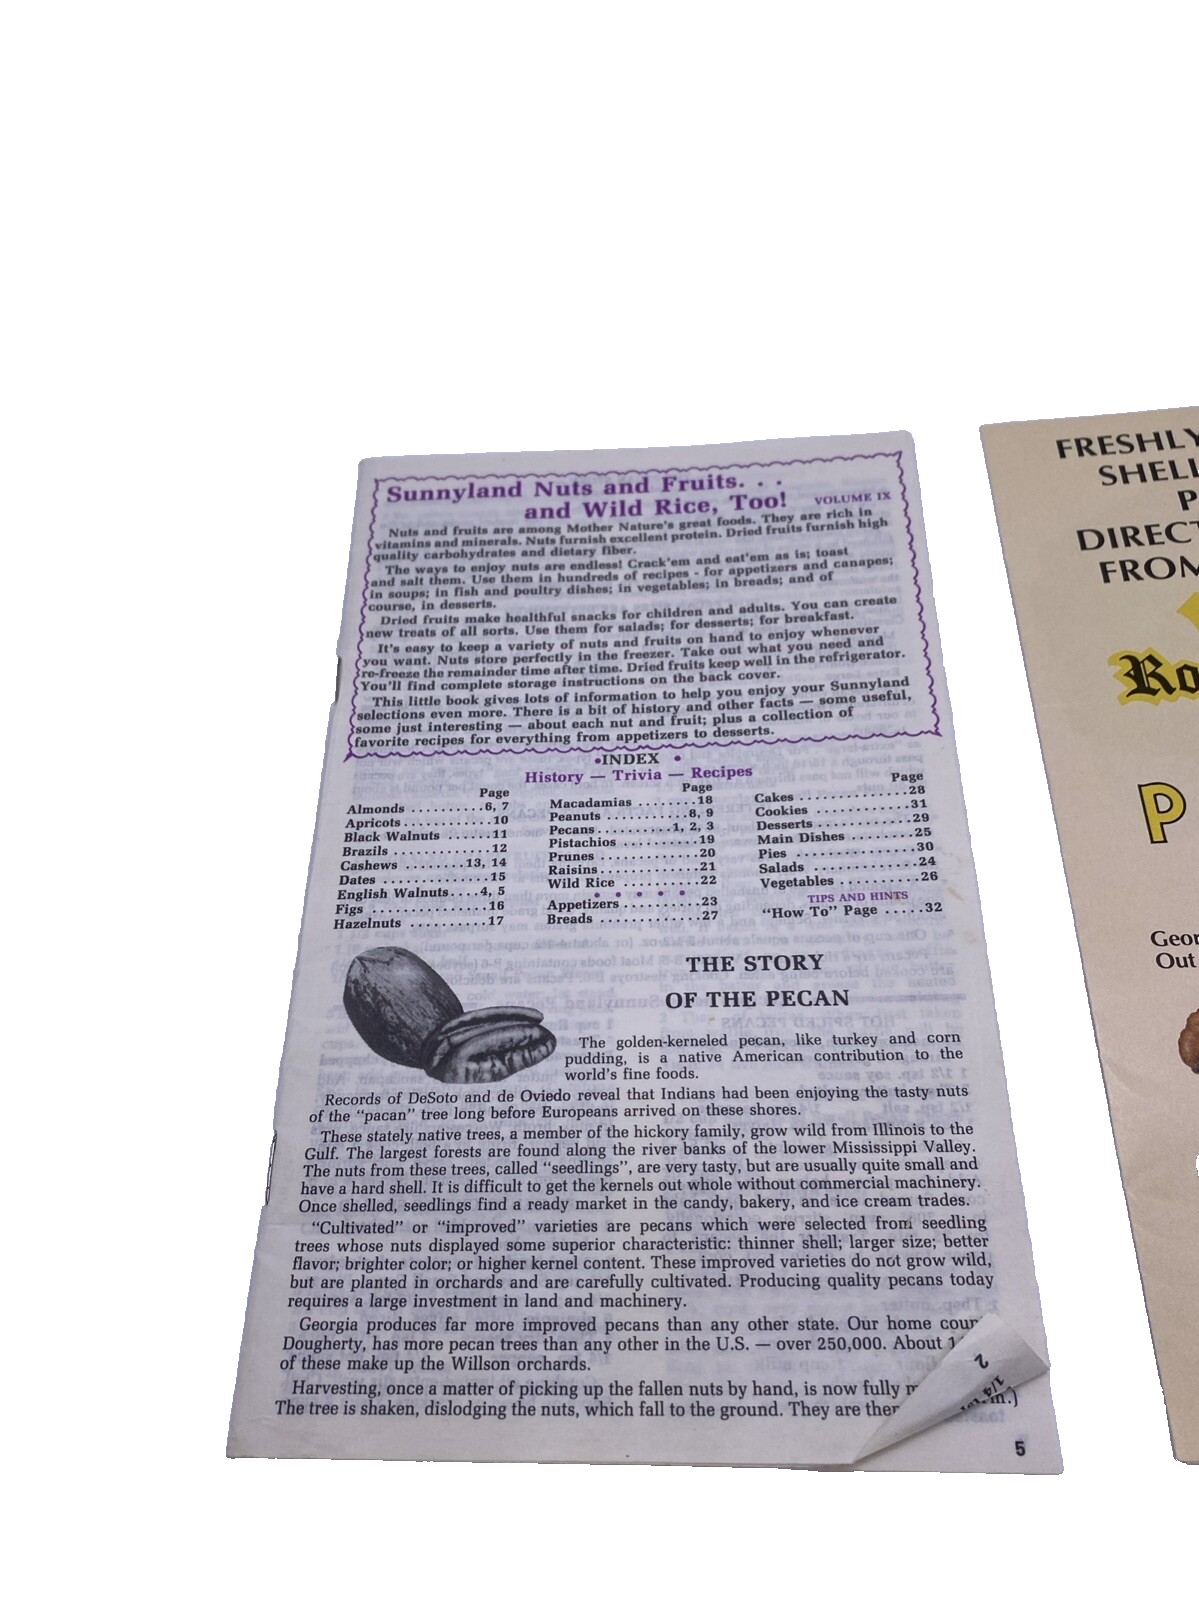 Sunnyland Nuts and Fruits. . .
and Wild Rice, Too! VOLUME IX
Nuts and fruits are among Mother Nature's great foods. They are rich in
vitamins and minerals. Nuts furnish excellent protein. Dried fruits furnish high
quality carbohydrates and dietary fiber.
The ways to enjoy nuts are endless! Crack'em and eat'em as is; toast
and salt them. Use them in hundreds of recipes - for appetizers and canapes;
in soups; in fish and poultry dishes; in vegetables; in breads; and of
course, in desserts.
Dried fruits make healthful snacks for children and adults. You can create
new treats of all sorts. Use them for salads; for desserts; for breakfast.
It's easy to keep a variety of nuts and fruits on hand to enjoy whenever
you want. Nuts store perfectly in the freezer. Take out what you need and
re-freeze the remainder time after time. Dried fruits keep well in the refrigerator.
You'll find complete storage instructions on the back cover.
This little book gives lots of information to help you enjoy your Sunnyland
selections even more. There is a bit of history and other facts — some useful,
some just interesting — about each nut and fruit; plus a collection of
favorite recipes for everything from appetizers to desserts.
•INDEX •
History — Trivia — Recipes
Page
Almonds ..........6, 7
Apricots...........10
Black Walnuts ......11
Brazils ............12
Cashews ........13, 14
Dates .............15
English Walnuts....4, 5
Figs ..............16
Hazelnuts .........17
Page
Macadamias ........18
Peanuts ..........8, 9
Pecans..........1, 2, 3
Pistachios ..........19
Prunes ............20
Raisins............21
Wild Rice ..........22
• • • • •
Appetizers ..........23
Breads ............27
Page
Cakes .............28
Cookies ............31
Desserts ............29
Main Dishes ........25
Pies ...............30
Salads .............24
Vegetables ..........26
TIPS AND HINTS
“How To” Page .....32
THE STORY
OF THE PECAN
The golden-kerneled pecan, like turkey and corn
pudding, is a native American contribution to the
world's fine foods.
Records of DeSoto and de Oviedo reveal that Indians had been enjoying the tasty nuts
of the “pacan” tree long before Europeans arrived on these shores.
These stately native trees, a member of the hickory family, grow wild from Illinois to the
Gulf. The largest forests are found along the river banks of the lower Mississippi Valley.
The nuts from these trees, called “seedlings”, are very tasty, but are usually quite small and
have a hard shell. It is difficult to get the kernels out whole without commercial machinery.
Once shelled, seedlings find a ready market in the candy, bakery, and ice cream trades.
“Cultivated” or “improved” varieties are pecans which were selected from seedling
trees whose nuts displayed some superior characteristic: thinner shell; larger size; better
flavor; brighter color; or higher kernel content. These improved varieties do not grow wild,
but are planted in orchards and are carefully cultivated. Producing quality pecans today
requires a large investment in land and machinery.
Georgia produces far more improved pecans than any other state. Our home coun
Dougherty, has more pecan trees than any other in the U.S. — over 250,000. About
of these make up the Willson orchards.
Harvesting, once a matter of picking up the fallen nuts by hand, is now fully
The tree is shaken, dislodging the nuts, which fall to the ground. They are
2
1/4
5
FRESHLY
SHELL
P
DIRECT
FROM
Ro
P
Geor
Out